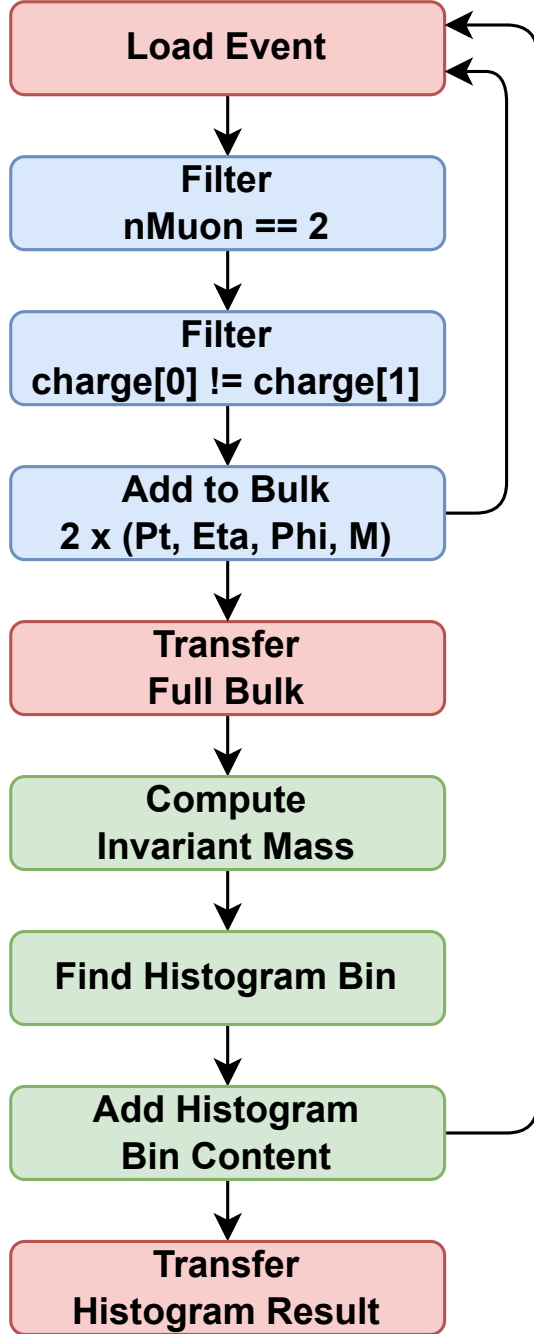 Load Event
Filter
nMuon == 2
Filter
charge[0] != charge[1]
Add to Bulk
2 x (Pt, Eta, Phi, M)
Transfer
Full Bulk
Compute
Invariant Mass
Find Histogram Bin
Add Histogram
Bin Content
Transfer
Histogram Result